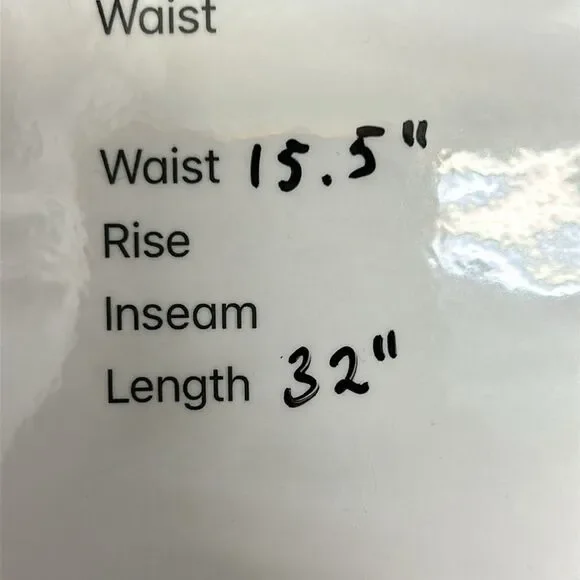 Waist
Waist 15.5"
Rise
Inseam
Length 32"